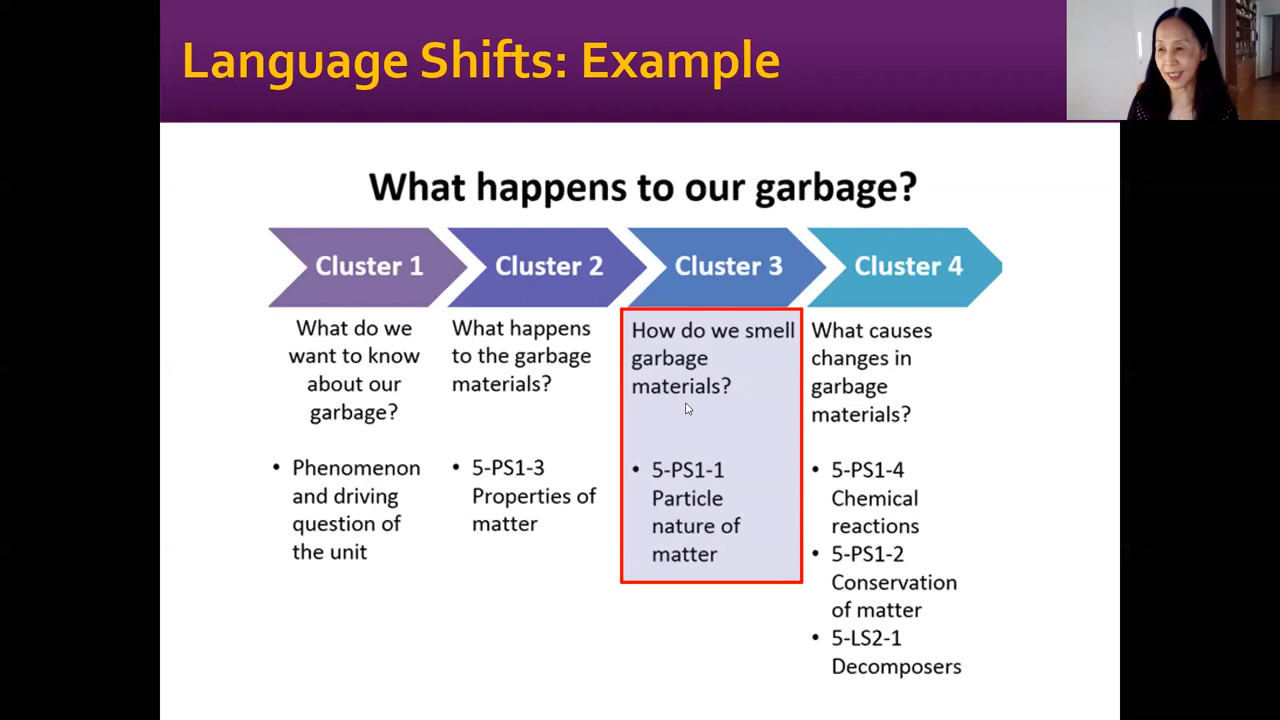 Language Shifts: Example
What happens to our garbage?
Cluster 1
Cluster 2
Cluster 3
Cluster 4
What do we
want to know
about our
garbage?
• Phenomenon
and driving
question of
the unit
What happens
to the garbage
materials?
• 5-PS1-3
Properties of
matter
How do we smell
garbage
materials?
• 5-PS1-1
Particle
nature of
matter
What causes
changes in
garbage
materials?
• 5-PS1-4
Chemical
reactions
• 5-PS1-2
Conservation
of matter
• 5-LS2-1
Decomposers